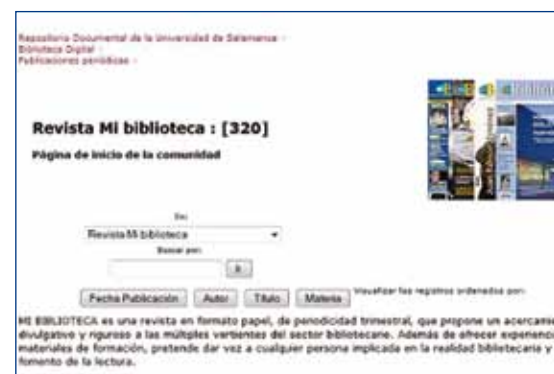 Repositorio Documental de la Universidad de Salamanca
Biblioteca Digital
Publicaciones periódicas
Revista Mi biblioteca : [320]
Página de inicio de la comunidad
En:
Revista Mi biblioteca
Buscar por:
Ir
Fecha Publicación Autor Título Materia Visualizar los registros ordenados por:
MI BIBLIOTECA es una revista en formato papel, de periodicidad trimestral, que propone un
divulgativo y riguroso a las múltiples vertientes del sector bibliotecario. Además de ofrecer
materiales de formación, pretende dar voz a cualquier persona implicada en la realidad bibliotecaria y
fomento de la lectura.